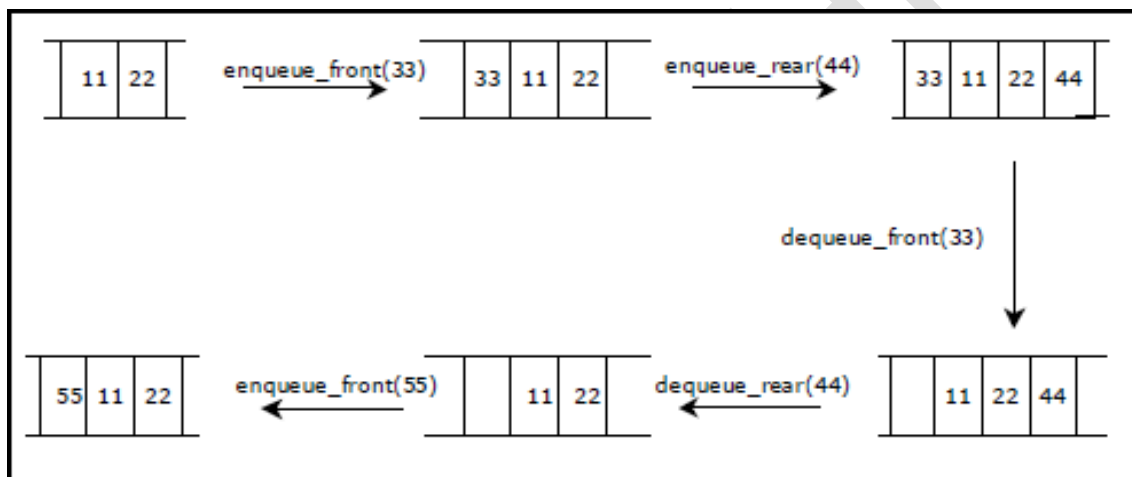 11 22 enqueue_front(33) 33 11 22 enqueue_rear(44) 33 11 22 44
dequeue_front(33)
55 11 22 enqueue_front(55) 11 22 dequeue_rear(44) 11 22 44